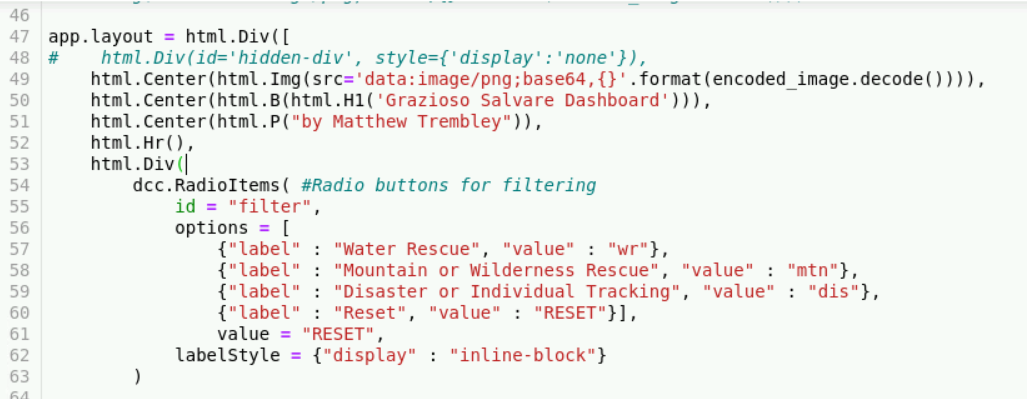 46
47 app.layout = html.Div([
48 #    html.Div(id='hidden-div', style={'display':'none'}),
49     html.Center(html.Img(src='data:image/png;base64,{}'.format(encoded_image.decode()))),
50     html.Center(html.B(html.H1('Grazioso Salvare Dashboard'))),
51     html.Center(html.P("by Matthew Trembley")),
52     html.Hr(),
53     html.Div(
54         dcc.RadioItems( #Radio buttons for filtering
55             id = "filter",
56             options = [
57                 {"label" : "Water Rescue", "value" : "wr"},
58                 {"label" : "Mountain or Wilderness Rescue", "value" : "mtn"},
59                 {"label" : "Disaster or Individual Tracking", "value" : "dis"},
60                 {"label" : "Reset", "value" : "RESET"}],
61                 value = "RESET",
62             labelStyle = {"display" : "inline-block"}
63         )
64